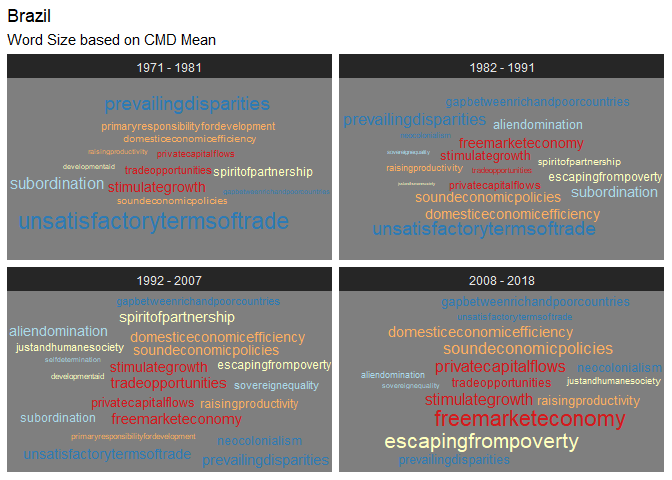 Brazil
Word Size based on CMD Mean
1971 - 1981
prevailingdisparities
primaryresponsibilityfordevelopment
domesticeconomicefficiency
raisingproductivity
privatecapitalflows
developmentaid
tradeopportunities
spiritofpartnership
subordination
stimulategrowth
gapbetweenrichandpoorcountries
soundeconomicpolicies
unsatisfactorytermsoftrade
1982 - 1991
gapbetweenrichandpoorcountries
prevailingdisparities
aliendomination
neocolonialism
freemarketeconomy
sovereignequality
stimulategrowth
spiritofpartnership
raisingproductivity
tradeopportunities
escapingfrompoverty
justandhumanesociety
privatecapitalflows
subordination
soundeconomicpolicies
domesticeconomicefficiency
unsatisfactorytermsoftrade
1992 - 2007
gapbetweenrichandpoorcountries
spiritofpartnership
aliendomination
domesticeconomicefficiency
justandhumanesociety
soundeconomicpolicies
selfdetermination
stimulategrowth
escapingfrompoverty
developmentaid
tradeopportunities
sovereignequality
privatecapitalflows
raisingproductivity
subordination
freemarketeconomy
primaryresponsibilityfordevelopment
neocolonialism
unsatisfactorytermsoftrade
prevailingdisparities
2008 - 2018
gapbetweenrichandpoorcountries
unsatisfactorytermsoftrade
domesticeconomicefficiency
soundeconomicpolicies
privatecapitalflows
neocolonialism
aliendomination
tradeopportunities
justandhumanesociety
sovereignequality
stimulategrowth
raisingproductivity
freemarketeconomy
escapingfrompoverty
prevailingdisparities